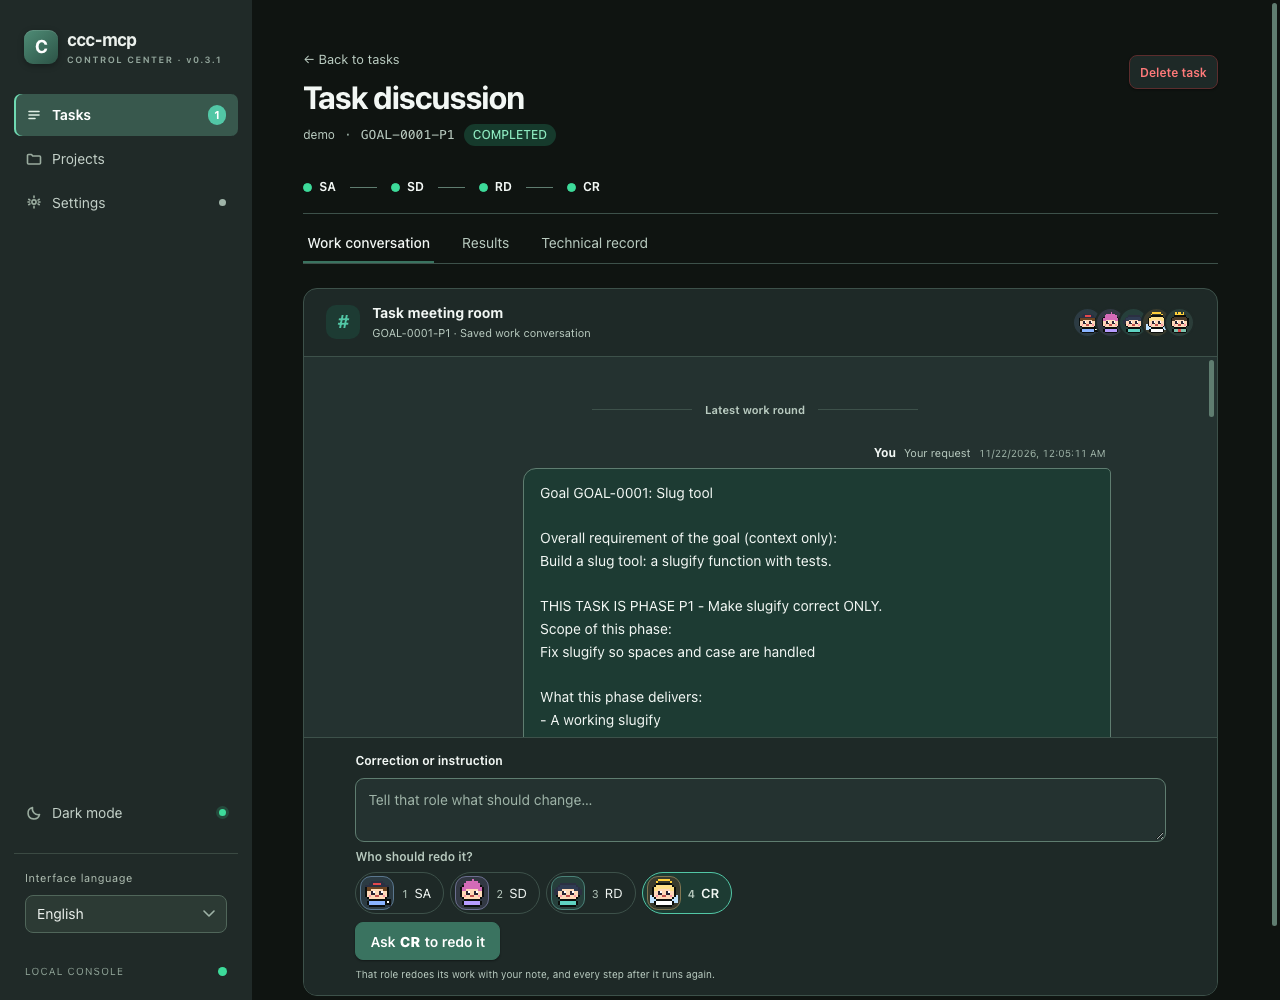 C
ccc-mcp
CONTROL CENTER · v0.3.1
Tasks
1
Projects
Settings
Dark mode
Interface language
English
LOCAL CONSOLE
← Back to tasks
Delete task
Task discussion
demo · GOAL-0001-P1 COMPLETED
SA SD RD CR
Work conversation Results Technical record
#
Task meeting room
GOAL-0001-P1 · Saved work conversation
Latest work round
You Your request 11/22/2026, 12:05:11 AM
Goal GOAL-0001: Slug tool
Overall requirement of the goal (context only):
Build a slug tool: a slugify function with tests.
THIS TASK IS PHASE P1 - Make slugify correct ONLY.
Scope of this phase:
Fix slugify so spaces and case are handled
What this phase delivers:
- A working slugify
Correction or instruction
Tell that role what should change...
Who should redo it?
1 SA 2 SD 3 RD 4 CR
Ask CR to redo it
That role redoes its work with your note, and every step after it runs again.